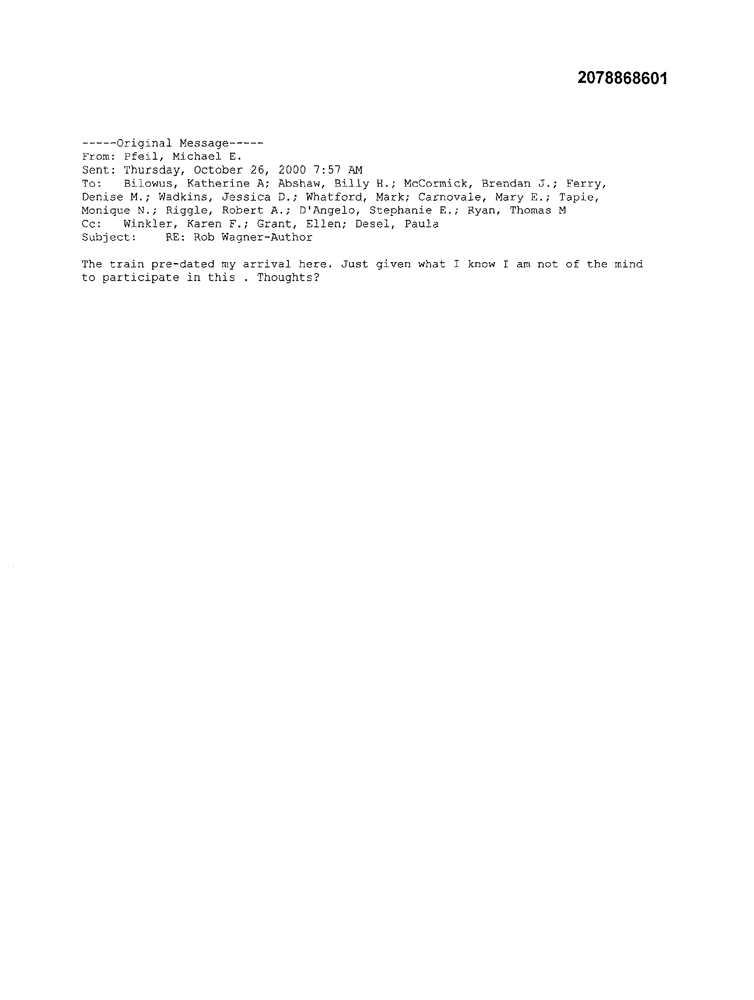 2078868601
-----Original Message-----
From: Pfeil, Michael E.
Sent: Thursday, October 26, 2000 7:57 AM
To: Bilowus, Katherine A; Abshaw, Billy H.; McCormick, Brendan J.; Ferry,
Denise M.; Wadkins, Jessica D.; Whatford, Mark; Carnovale, Mary E.; Tapie,
Monique N.; Riggle, Robert A.; D'Angelo, Stephanie E.; Ryan, Thomas M
Cc: Winkler, Karen F.; Grant, Ellen; Desel, Paula
Subject: RE: Rob Wagner-Author
The train pre-dated my arrival here. Just given what I know I am not of the mind
to participate in this . Thoughts?